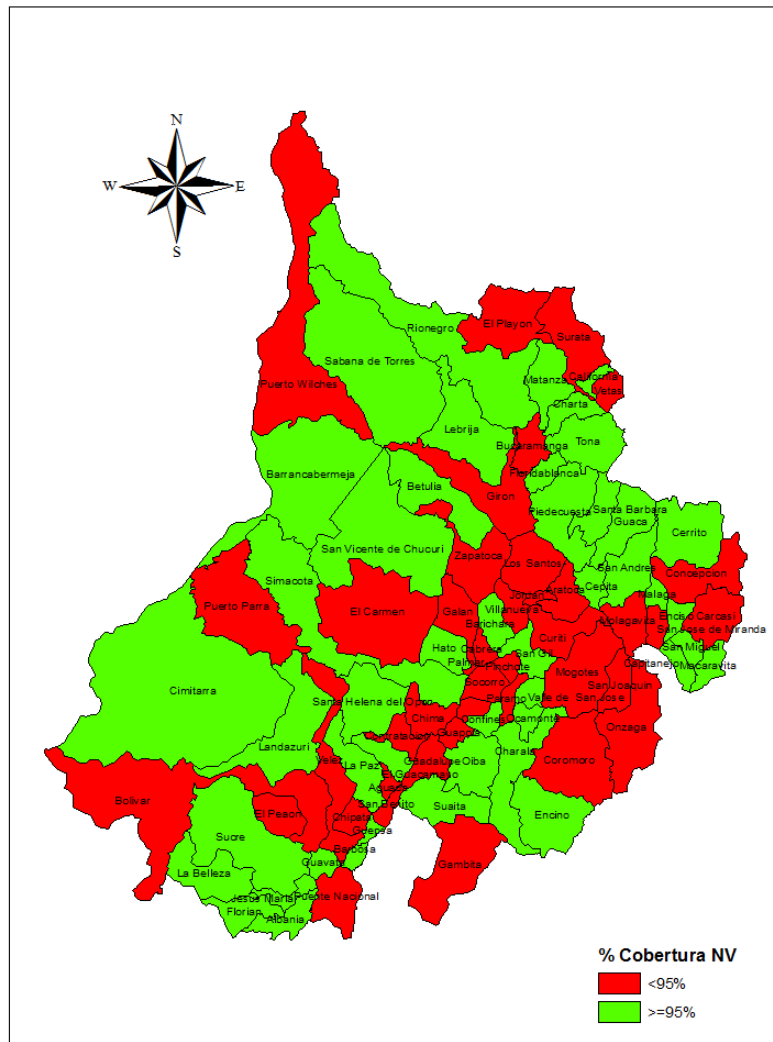 N
W
E
S
El Playon
Rionegro
Surata
Sabana de Torres
California
Matanza
Puerto Wilches
Vetas
Charta
Lebrija
Tona
Bucaramanga
Barrancabermeja
Floridablanca
Betulia
Giron
Piedecuesta
Santa Barbara
Guaca
Cerrito
San Vicente de Chucuri
Zapatoca
Los Santos
San Andres
Concepcion
Simacota
Cepita
Aratoca
Malaga
Puerto Parra
El Carmen
Galan
Villanueva
Jordan
Barichara
Molagavita
Enciso
Carcasi
San Jose de Miranda
Curiti
Hato
Cabrera
San Gil
San Miguel
Palmar
Pinchote
Capitanejo
Macaravita
Mogotes
Cimitarra
Socorro
San Joaquin
Santa Helena del Opon
Paramo
Valle de San Jose
Chima
Confines
Ocamonte
Onzaga
Contratacion
Guapota
Landazuri
Charala
Velez
La Paz
Guadalupe
Oiba
Coromoro
El Guacamayo
Aguada
Bolivar
San Benito
El Peñon
Chipata
Suaita
Encino
Guepsa
Sucre
Barbosa
Guavata
Gambita
La Belleza
Jesus Maria
Puente Nacional
Florian
Albania
% Cobertura NV
<95%
>=95%